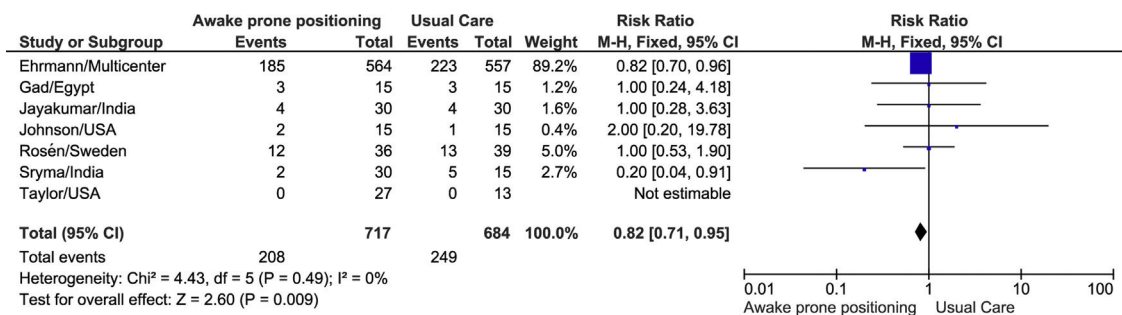 Awake prone positioning Usual Care Risk Ratio Risk Ratio
Study or Subgroup Events Total Events Total Weight M-H, Fixed, 95% CI M-H, Fixed, 95% CI
Ehrmann/Multicenter 185 564 223 557 89.2% 0.82 [0.70, 0.96]
Gad/Egypt 3 15 3 15 1.2% 1.00 [0.24, 4.18]
Jayakumar/India 4 30 4 30 1.6% 1.00 [0.28, 3.63]
Johnson/USA 2 15 1 15 0.4% 2.00 [0.20, 19.78]
Rosén/Sweden 12 36 13 39 5.0% 1.00 [0.53, 1.90]
Sryma/India 2 30 5 15 2.7% 0.20 [0.04, 0.91]
Taylor/USA 0 27 0 13 Not estimable
Total (95% CI) 717 684 100.0% 0.82 [0.71, 0.95]
Total events 208 249
Heterogeneity: Chi² = 4.43, df = 5 (P = 0.49); I² = 0%
Test for overall effect: Z = 2.60 (P = 0.009)
0.01 0.1 1 10 100
Awake prone positioning Usual Care